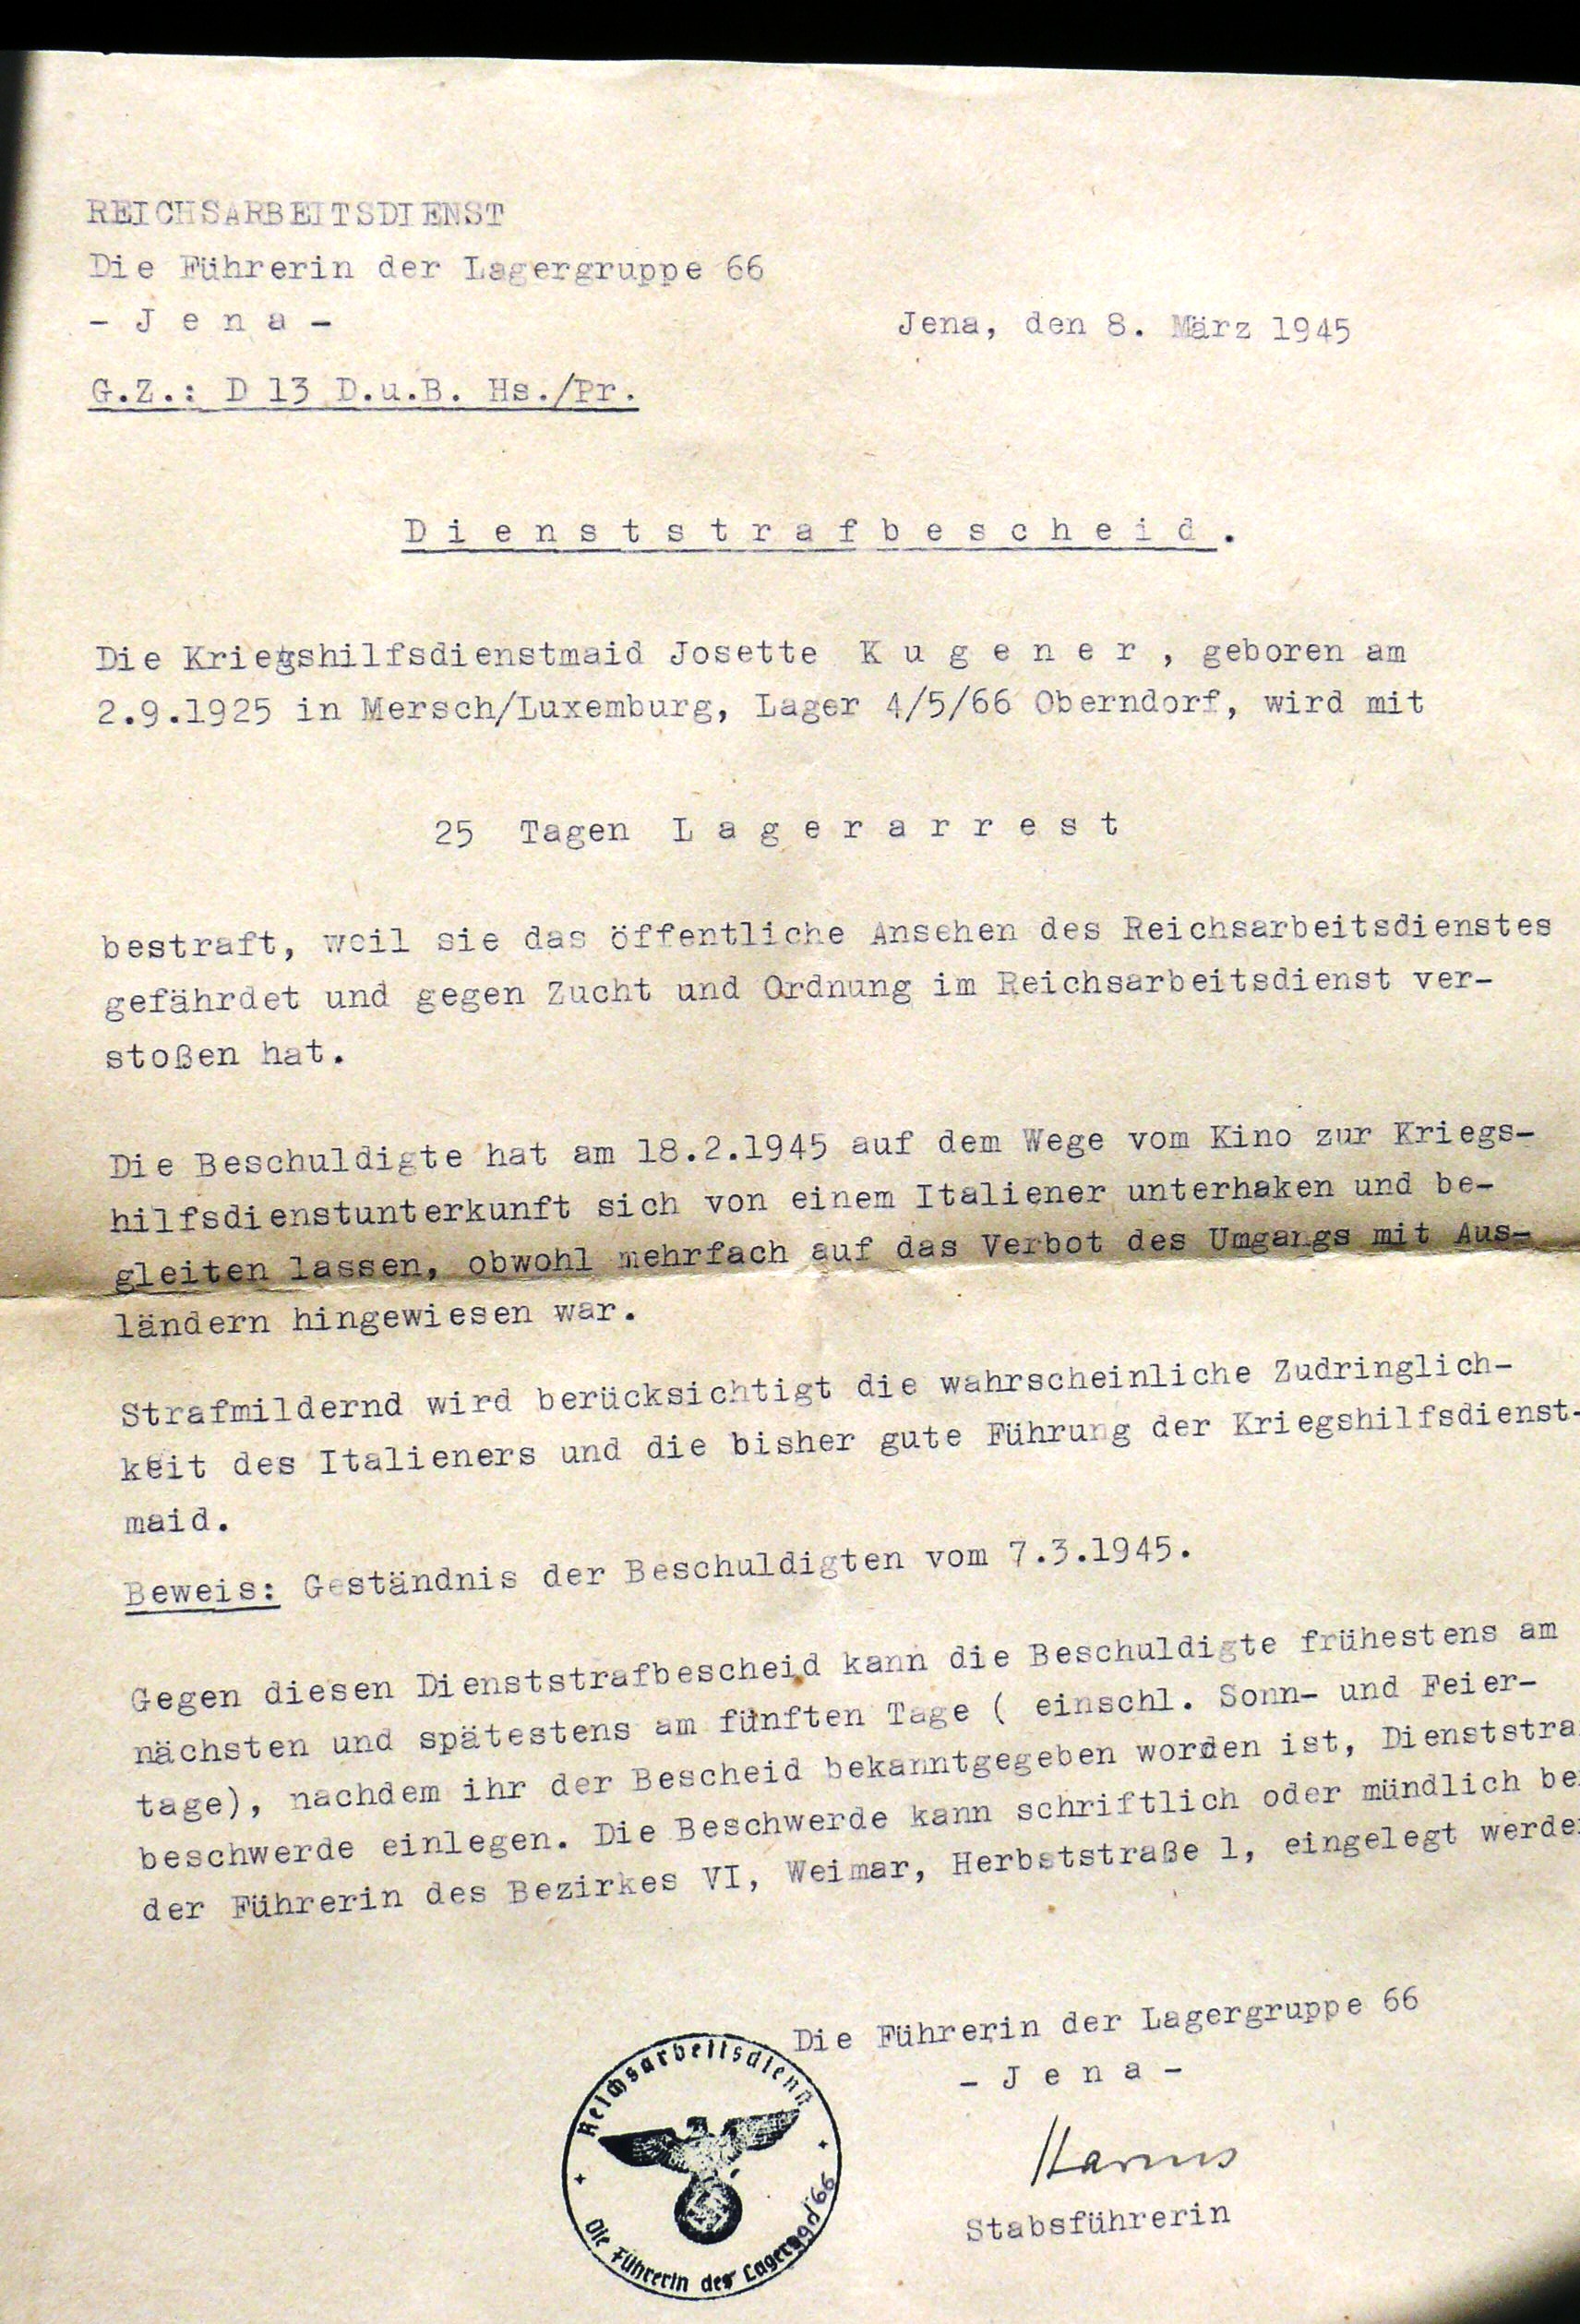 REICHSARBEITSDIENST
Die Führerin der Lagergruppe 66
- J e n a -
Jena, den 8. März 1945
G.Z.: D 13 D.u.B. Hs./Pr.
D i e n s t s t r a f b e s c h e i d .
Die Kriegshilfsdienstmaid Josette K u g e n e r , geboren am
2.9.1925 in Mersch/Luxemburg, Lager 4/5/66 Oberndorf, wird mit
25 Tagen L a g e r a r r e s t
bestraft, weil sie das öffentliche Ansehen des Reichsarbeitsdienstes
gefährdet und gegen Zucht und Ordnung im Reichsarbeitsdienst ver-
stoßen hat.
Die Beschuldigte hat am 18.2.1945 auf dem Wege vom Kino zur Kriegs-
hilfsdienstunterkunft sich von einem Italiener unterhaken und be-
gleiten lassen, obwohl mehrfach auf das Verbot des Umgangs mit Aus-
ländern hingewiesen war.
Strafmildernd wird berücksichtigt die wahrscheinliche Zudringlich-
keit des Italieners und die bisher gute Führung der Kriegshilfsdienst-
maid.
Beweis: Geständnis der Beschuldigten vom 7.3.1945.
Gegen diesen Dienststrafbescheid kann die Beschuldigte frühestens am
nächsten und spätestens am fünften Tage ( einschl. Sonn- und Feier-
tage), nachdem ihr der Bescheid bekanntgegeben worden ist, Dienststra
beschwerde einlegen. Die Beschwerde kann schriftlich oder mündlich be
der Führerin des Bezirkes VI, Weimar, Herbststraße 1, eingelegt werde
Die Führerin der Lagergruppe 66
- J e n a -
Reichsarbeitsdienst
Die Führerin der 66
Harms
Stabsführerin